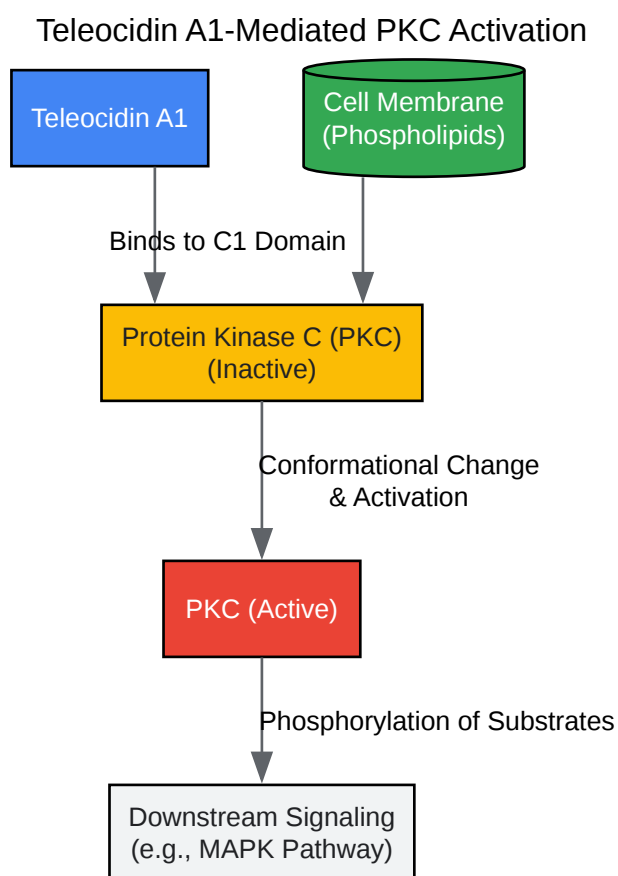 Teleocidin A1-Mediated PKC Activation
Teleocidin A1
Cell Membrane
(Phospholipids)
Binds to C1 Domain
Protein Kinase C (PKC)
(Inactive)
Conformational Change
& Activation
PKC (Active)
Phosphorylation of Substrates
Downstream Signaling
(e.g., MAPK Pathway)